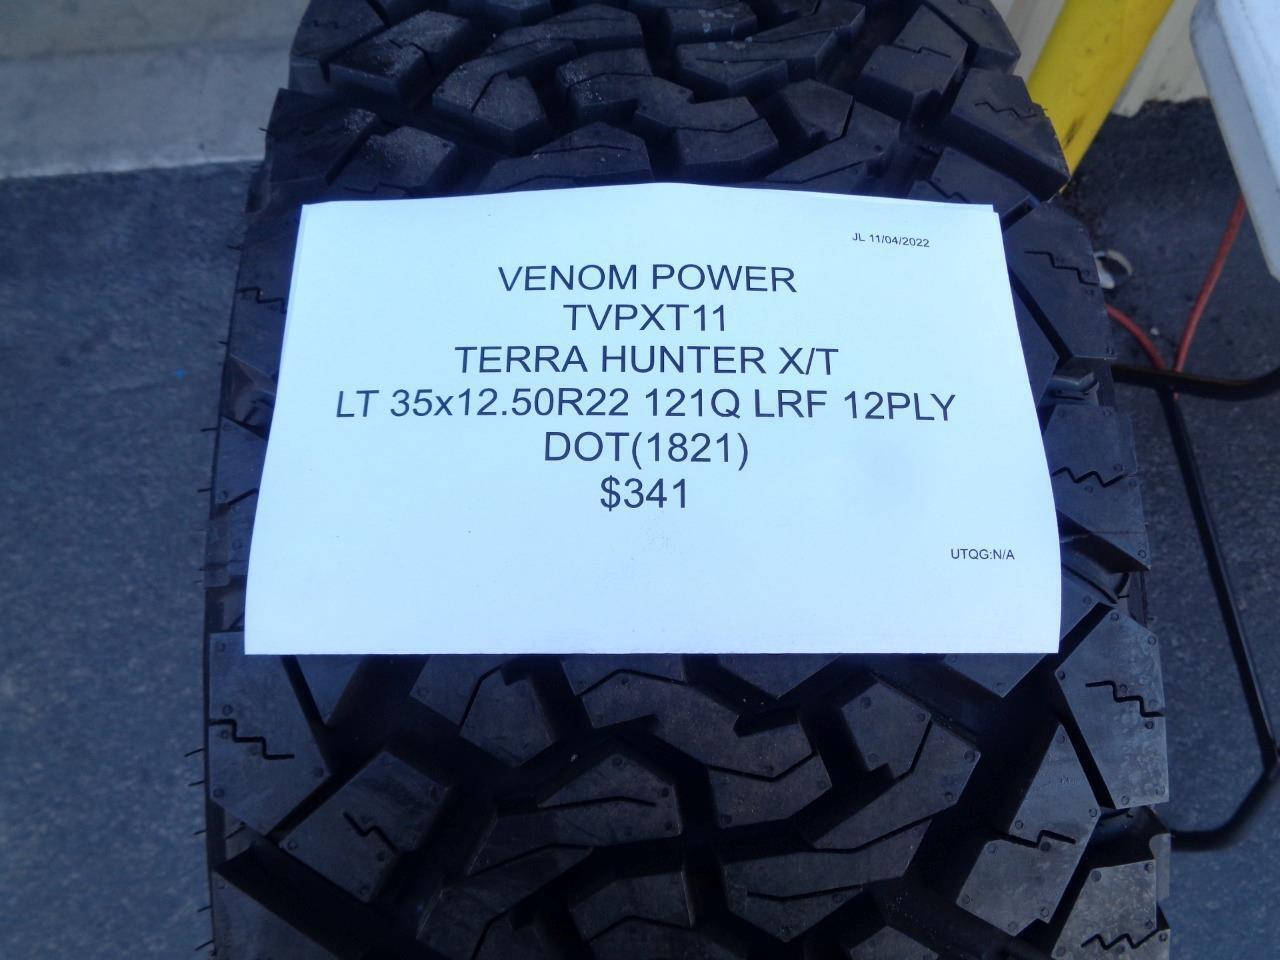 JL 11/04/2022
VENOM POWER
TVPXT11
TERRA HUNTER X/T
LT 35x12.50R22 121Q LRF 12PLY
DOT(1821)
$341
UTQG:N/A